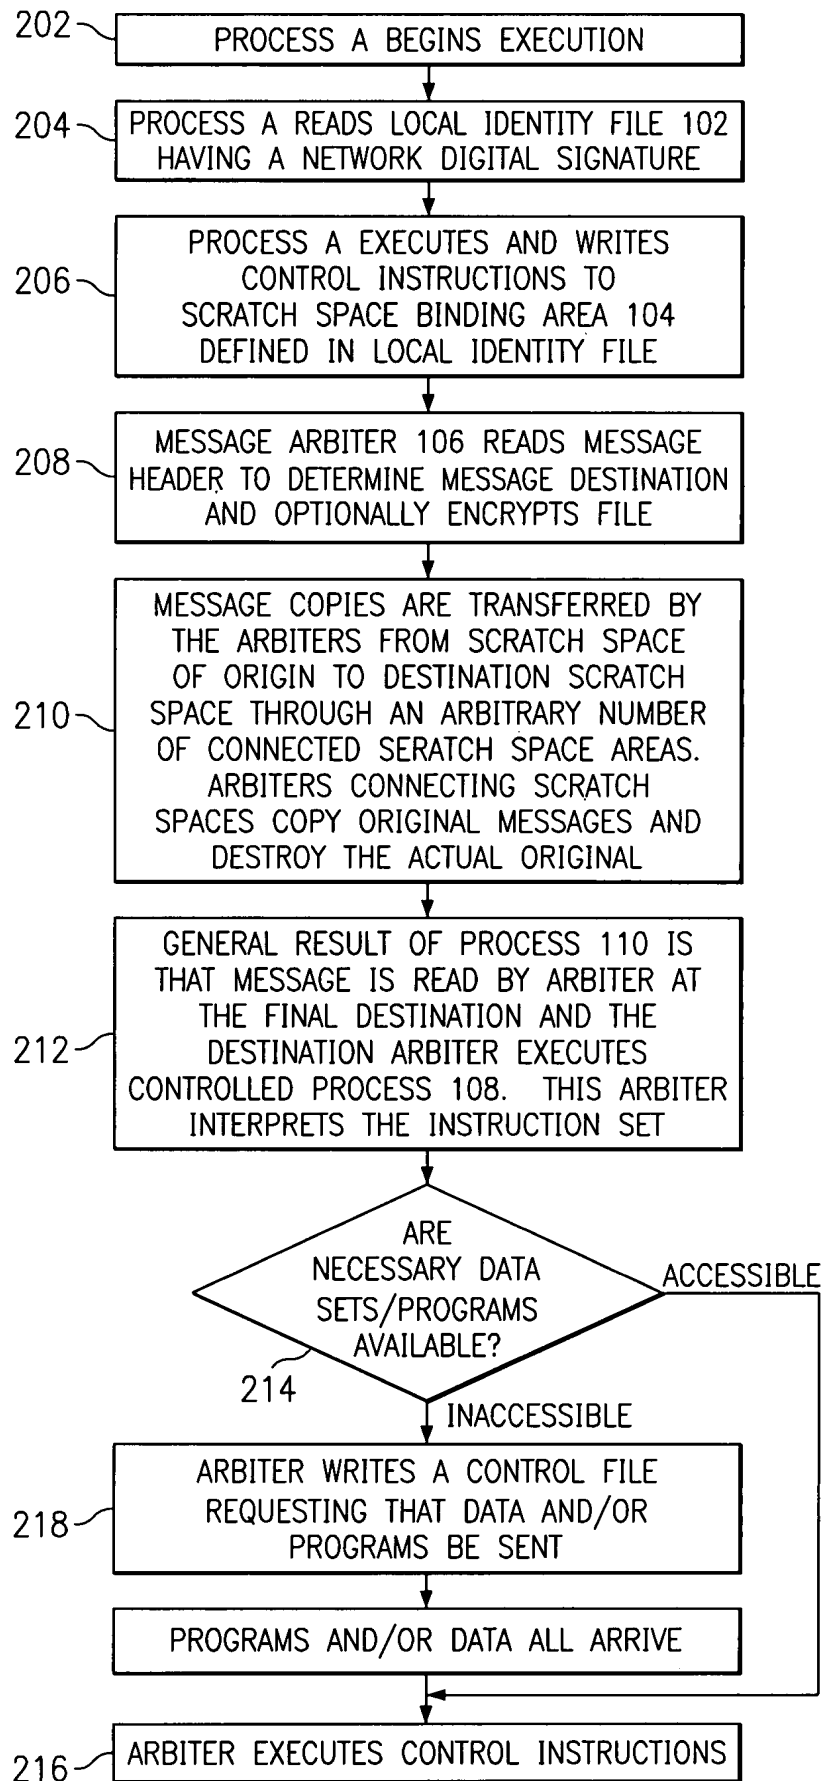 202
PROCESS A BEGINS EXECUTION
204
PROCESS A READS LOCAL IDENTITY FILE 102
HAVING A NETWORK DIGITAL SIGNATURE
206
PROCESS A EXECUTES AND WRITES
CONTROL INSTRUCTIONS TO
SCRATCH SPACE BINDING AREA 104
DEFINED IN LOCAL IDENTITY FILE
208
MESSAGE ARBITER 106 READS MESSAGE
HEADER TO DETERMINE MESSAGE DESTINATION
AND OPTIONALLY ENCRYPTS FILE
210
MESSAGE COPIES ARE TRANSFERRED BY
THE ARBITERS FROM SCRATCH SPACE
OF ORIGIN TO DESTINATION SCRATCH
SPACE THROUGH AN ARBITRARY NUMBER
OF CONNECTED SERATCH SPACE AREAS.
ARBITERS CONNECTING SCRATCH
SPACES COPY ORIGINAL MESSAGES AND
DESTROY THE ACTUAL ORIGINAL
212
GENERAL RESULT OF PROCESS 110 IS
THAT MESSAGE IS READ BY ARBITER AT
THE FINAL DESTINATION AND THE
DESTINATION ARBITER EXECUTES
CONTROLLED PROCESS 108. THIS ARBITER
INTERPRETS THE INSTRUCTION SET
ARE
NECESSARY DATA
SETS/PROGRAMS
AVAILABLE?
214
ACCESSIBLE
INACCESSIBLE
218
ARBITER WRITES A CONTROL FILE
REQUESTING THAT DATA AND/OR
PROGRAMS BE SENT
PROGRAMS AND/OR DATA ALL ARRIVE
216
ARBITER EXECUTES CONTROL INSTRUCTIONS